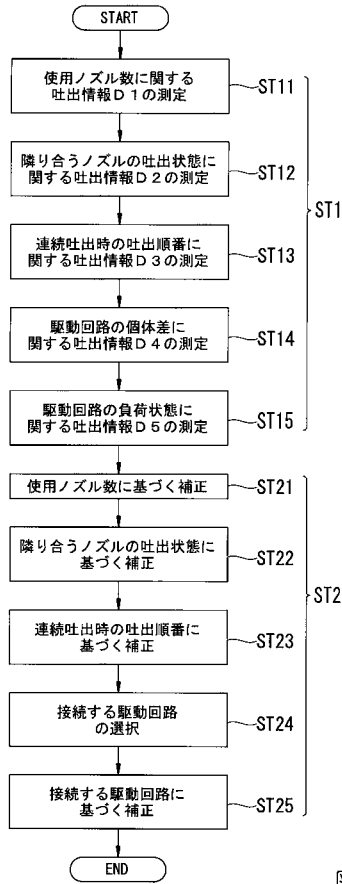 START
使用ノズル数に関する
吐出情報D1の測定
ST11
隣り合うノズルの吐出状態に
関する吐出情報D2の測定
ST12
連続吐出時の吐出順番に
関する吐出情報D3の測定
ST13
駆動回路の個体差に
関する吐出情報D4の測定
ST14
駆動回路の負荷状態に
関する吐出情報D5の測定
ST15
ST1
使用ノズル数に基づく補正
ST21
隣り合うノズルの吐出状態に
基づく補正
ST22
連続吐出時の吐出順番に
基づく補正
ST23
接続する駆動回路
の選択
ST24
接続する駆動回路に
基づく補正
ST25
ST2
END